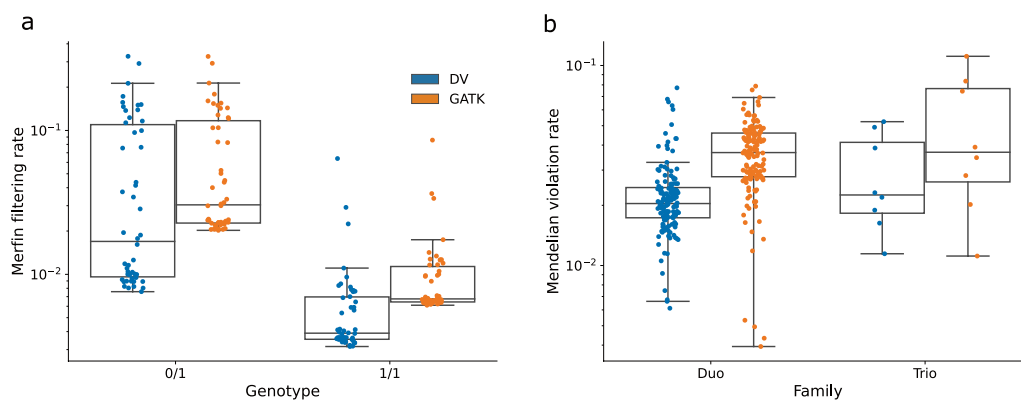 a
Merfin filtering rate
10⁻¹
10⁻²
DV
GATK
0/1
1/1
Genotype
b
Mendelian violation rate
10⁻¹
10⁻²
Duo
Trio
Family